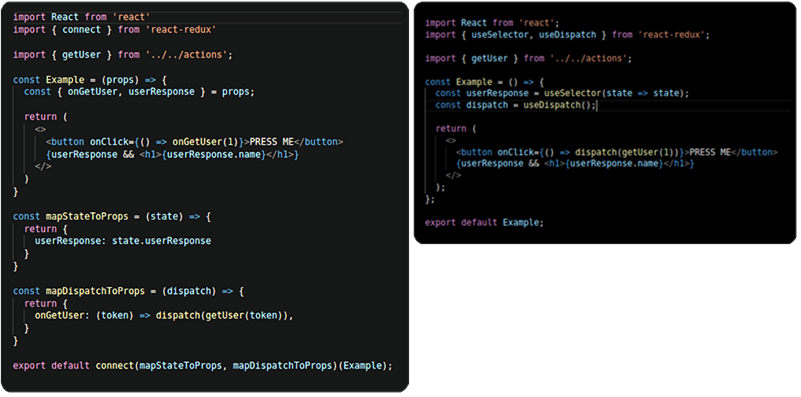 import React from 'react'
import { connect } from 'react-redux'
import { getUser } from '../../actions';
const Example = (props) => {
const { onGetUser, userResponse } = props;
return (
<>
<button onClick={() => onGetUser(1)}>PRESS ME</button>
{userResponse && <h1>{userResponse.name}</h1>}
</>
)
}
const mapStateToProps = (state) => {
return {
userResponse: state.userResponse
}
}
const mapDispatchToProps = (dispatch) => {
return {
onGetUser: (token) => dispatch(getUser(token)),
}
}
export default connect(mapStateToProps, mapDispatchToProps)(Example);
import React from 'react';
import { useSelector, useDispatch } from 'react-redux';
import { getUser } from '../../actions';
const Example = () => {
const userResponse = useSelector(state => state);
const dispatch = useDispatch();
return (
<>
<button onClick={() => dispatch(getUser(1))}>PRESS ME</button>
{userResponse && <h1>{userResponse.name}</h1>}
</>
);
};
export default Example;